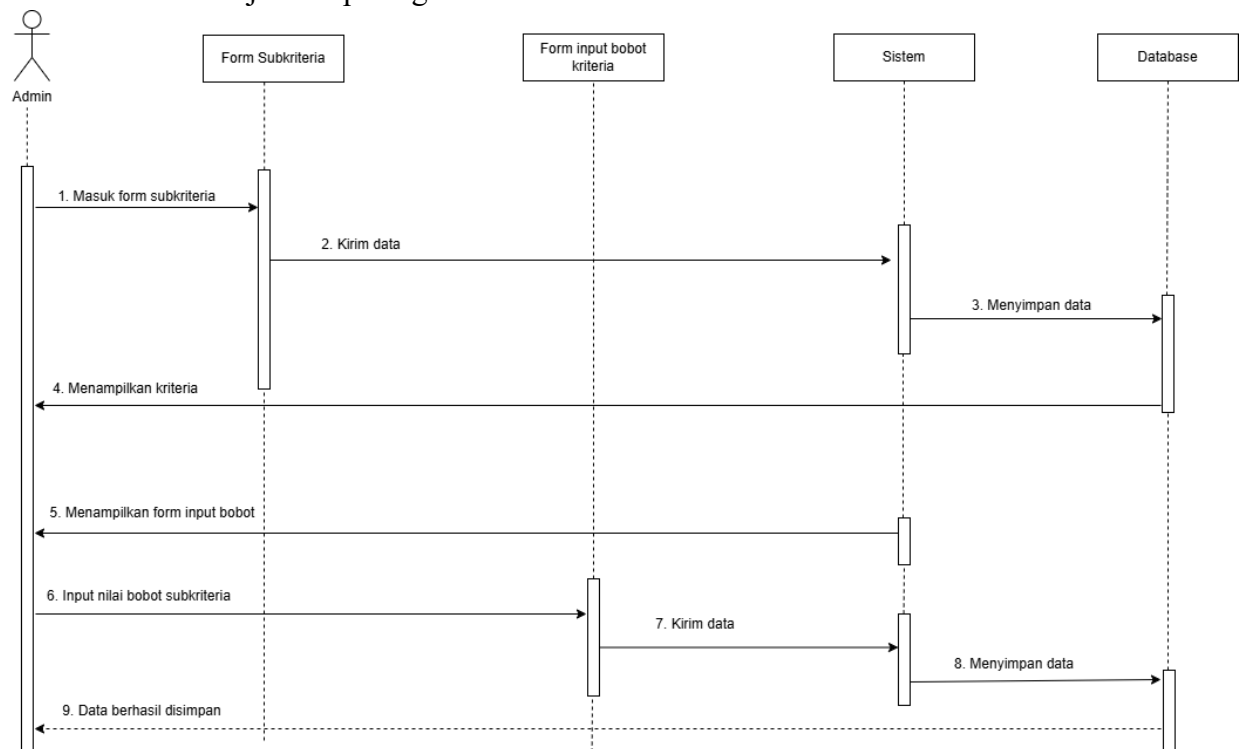 Form Subkriteria
Form input bobot
kriteria
Sistem
Database
Admin
1. Masuk form subkriteria
2. Kirim data
3. Menyimpan data
4. Menampilkan kriteria
5. Menampilkan form input bobot
6. Input nilai bobot subkriteria
7. Kirim data
8. Menyimpan data
9. Data berhasil disimpan